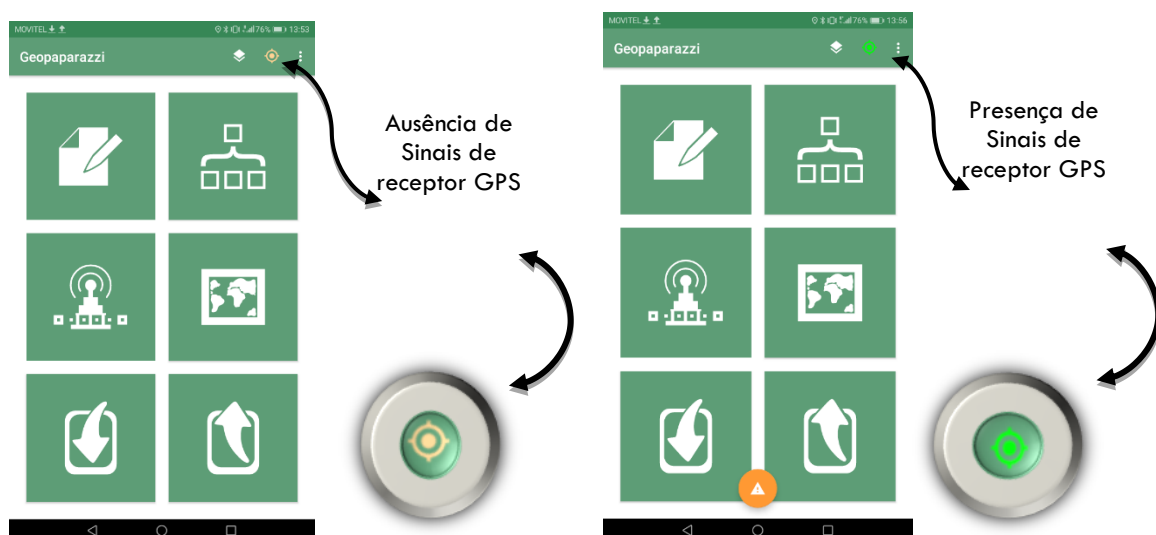 MOVITEL 76% 13:53
Geopaparazzi
Ausência de
Sinais de
receptor GPS
MOVITEL 76% 13:56
Geopaparazzi
Presença de
Sinais de
receptor GPS